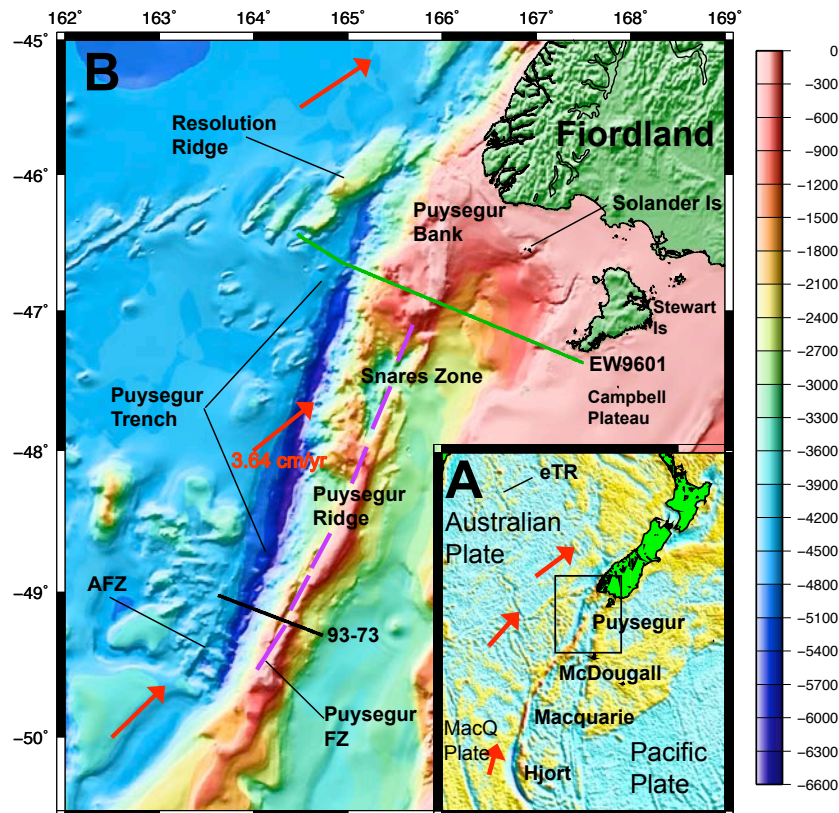 162°
163°
164°
165°
166°
167°
168°
169°
−45°
−46°
−47°
−48°
−49°
−50°
B
Resolution
Ridge
Fiordland
Puysegur
Bank
Solander Is
Stewart
Is
EW9601
Campbell
Plateau
Snares Zone
Puysegur
Trench
3.64 cm/yr
Puysegur
Ridge
AFZ
93-73
Puysegur
FZ
A
eTR
Australian
Plate
Puysegur
McDougall
Macquarie
MacQ
Plate
Hjort
Pacific
Plate
0
−300
−600
−900
−1200
−1500
−1800
−2100
−2400
−2700
−3000
−3300
−3600
−3900
−4200
−4500
−4800
−5100
−5400
−5700
−6000
−6300
−6600